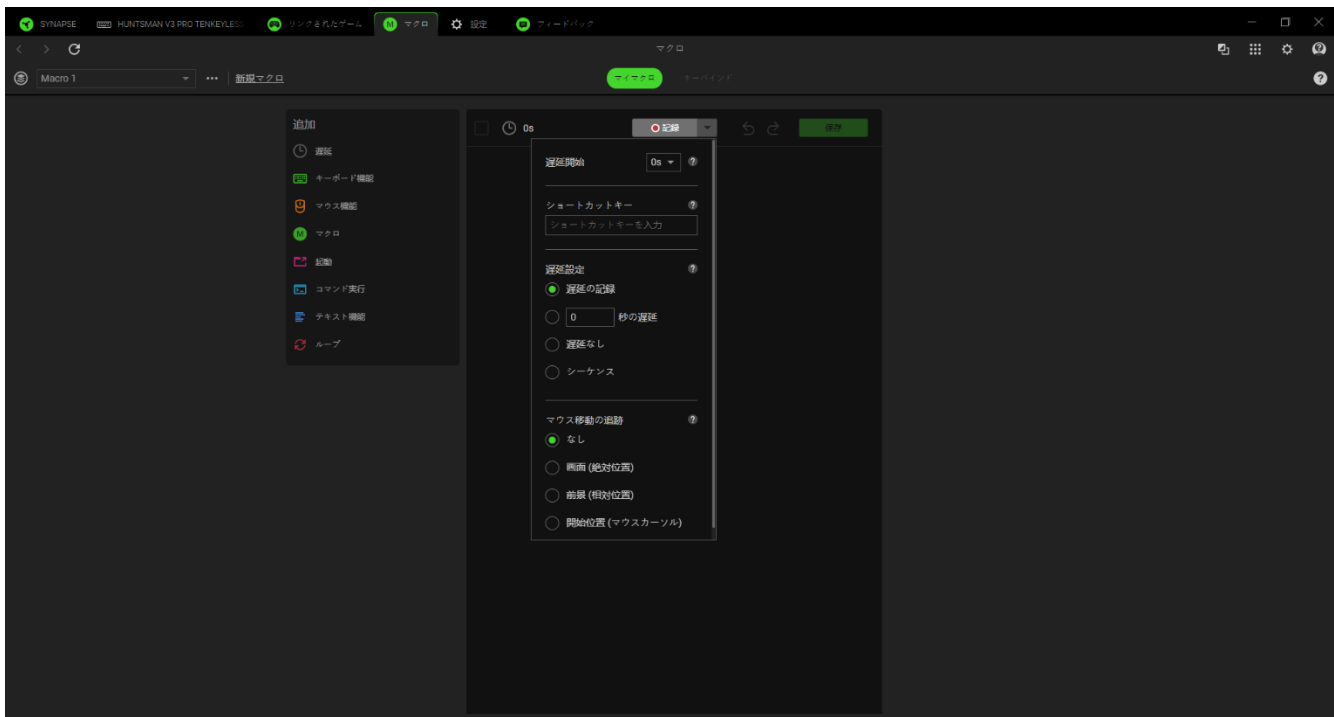 SYNAPSE HUNTSMAN V3 PRO TENKEYLESS リンクされたゲーム マクロ 設定 フィードバック
マクロ
Macro 1 新規マクロ マイマクロ キーバインド
追加
遅延
キーボード機能
マウス機能
マクロ
起動
コマンド実行
テキスト機能
ループ
0s 記録 保存
遅延開始 0s
ショートカットキー
ショートカットキーを入力
遅延設定
遅延の記録
0 秒の遅延
遅延なし
シーケンス
マウス移動の追跡
なし
画面 (絶対位置)
前景 (相対位置)
開始位置 (マウスカーソル)